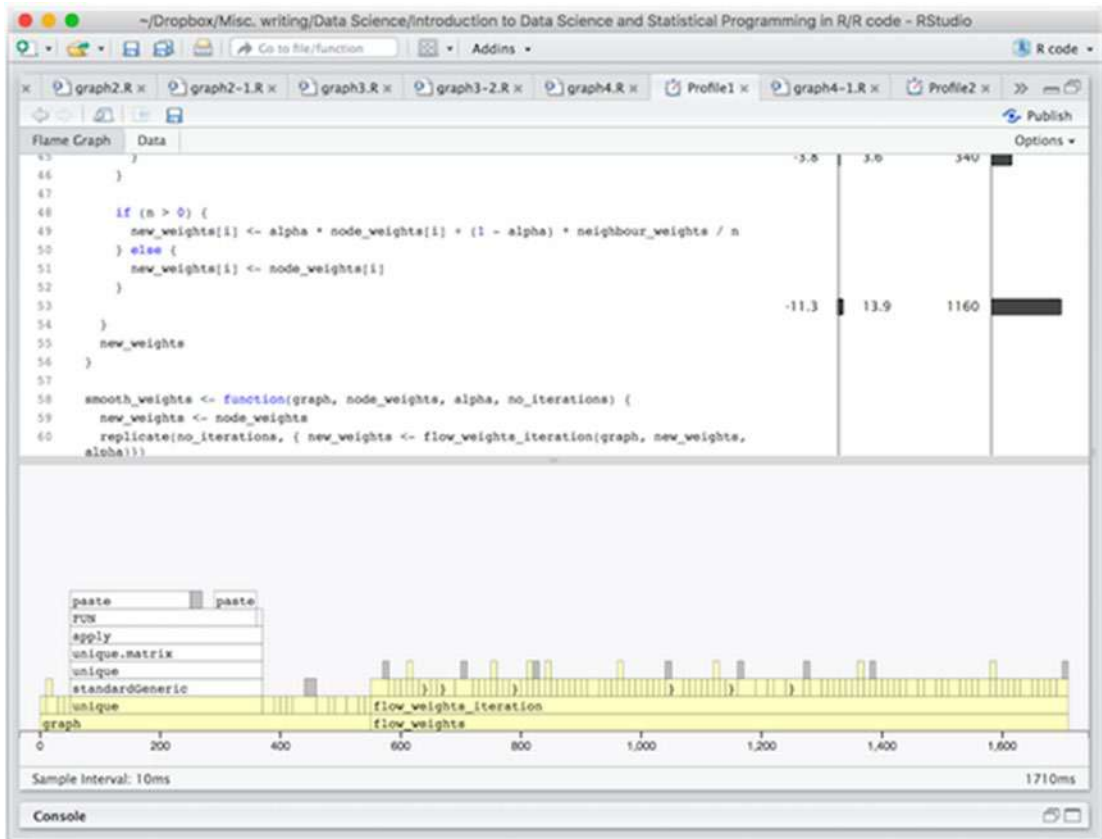 ~/Dropbox/Misc. writing/Data Science/Introduction to Data Science and Statistical Programming in R/R code - RStudio
Go to file/function Addins R code
graph2.R graph2-1.R graph3.R graph3-2.R graph4.R Profile1 graph4-1.R Profile2
Publish
Flame Graph Data Options
45 } -3.8 3.6 340
46 }
47
48 if (n > 0) {
49 new_weights[i] <- alpha * node_weights[i] + (1 - alpha) * neighbour_weights / n
50 } else {
51 new_weights[i] <- node_weights[i]
52 }
53 -11.3 13.9 1160
54 }
55 new_weights
56 }
57
58 smooth_weights <- function(graph, node_weights, alpha, no_iterations) {
59 new_weights <- node_weights
60 replicate(no_iterations, { new_weights <- flow_weights_iteration(graph, new_weights,
alpha)})
paste paste
FUN
apply
unique.matrix
unique
standardGeneric } } } } } }
unique flow_weights_iteration
graph flow_weights
0 200 400 600 800 1,000 1,200 1,400 1,600
Sample Interval: 10ms 1710ms
Console